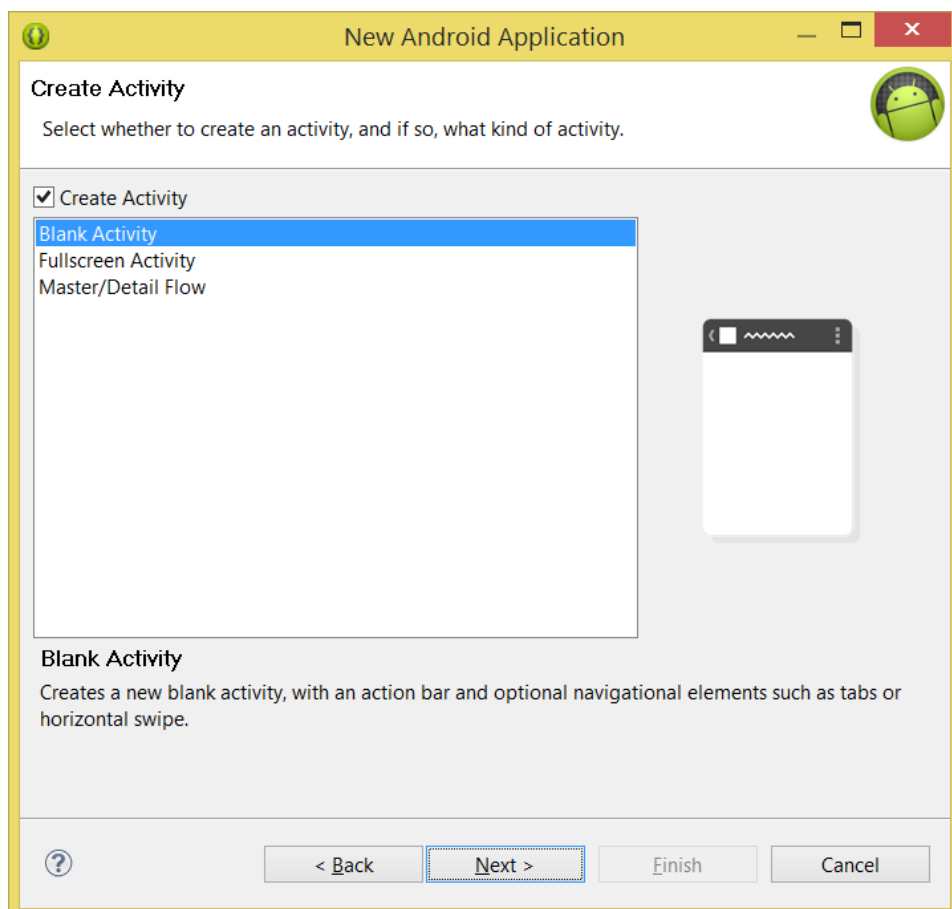 New Android Application
Create Activity
Select whether to create an activity, and if so, what kind of activity.
Create Activity
Blank Activity
Fullscreen Activity
Master/Detail Flow
Blank Activity
Creates a new blank activity, with an action bar and optional navigational elements such as tabs or
horizontal swipe.
< Back Next > Finish Cancel